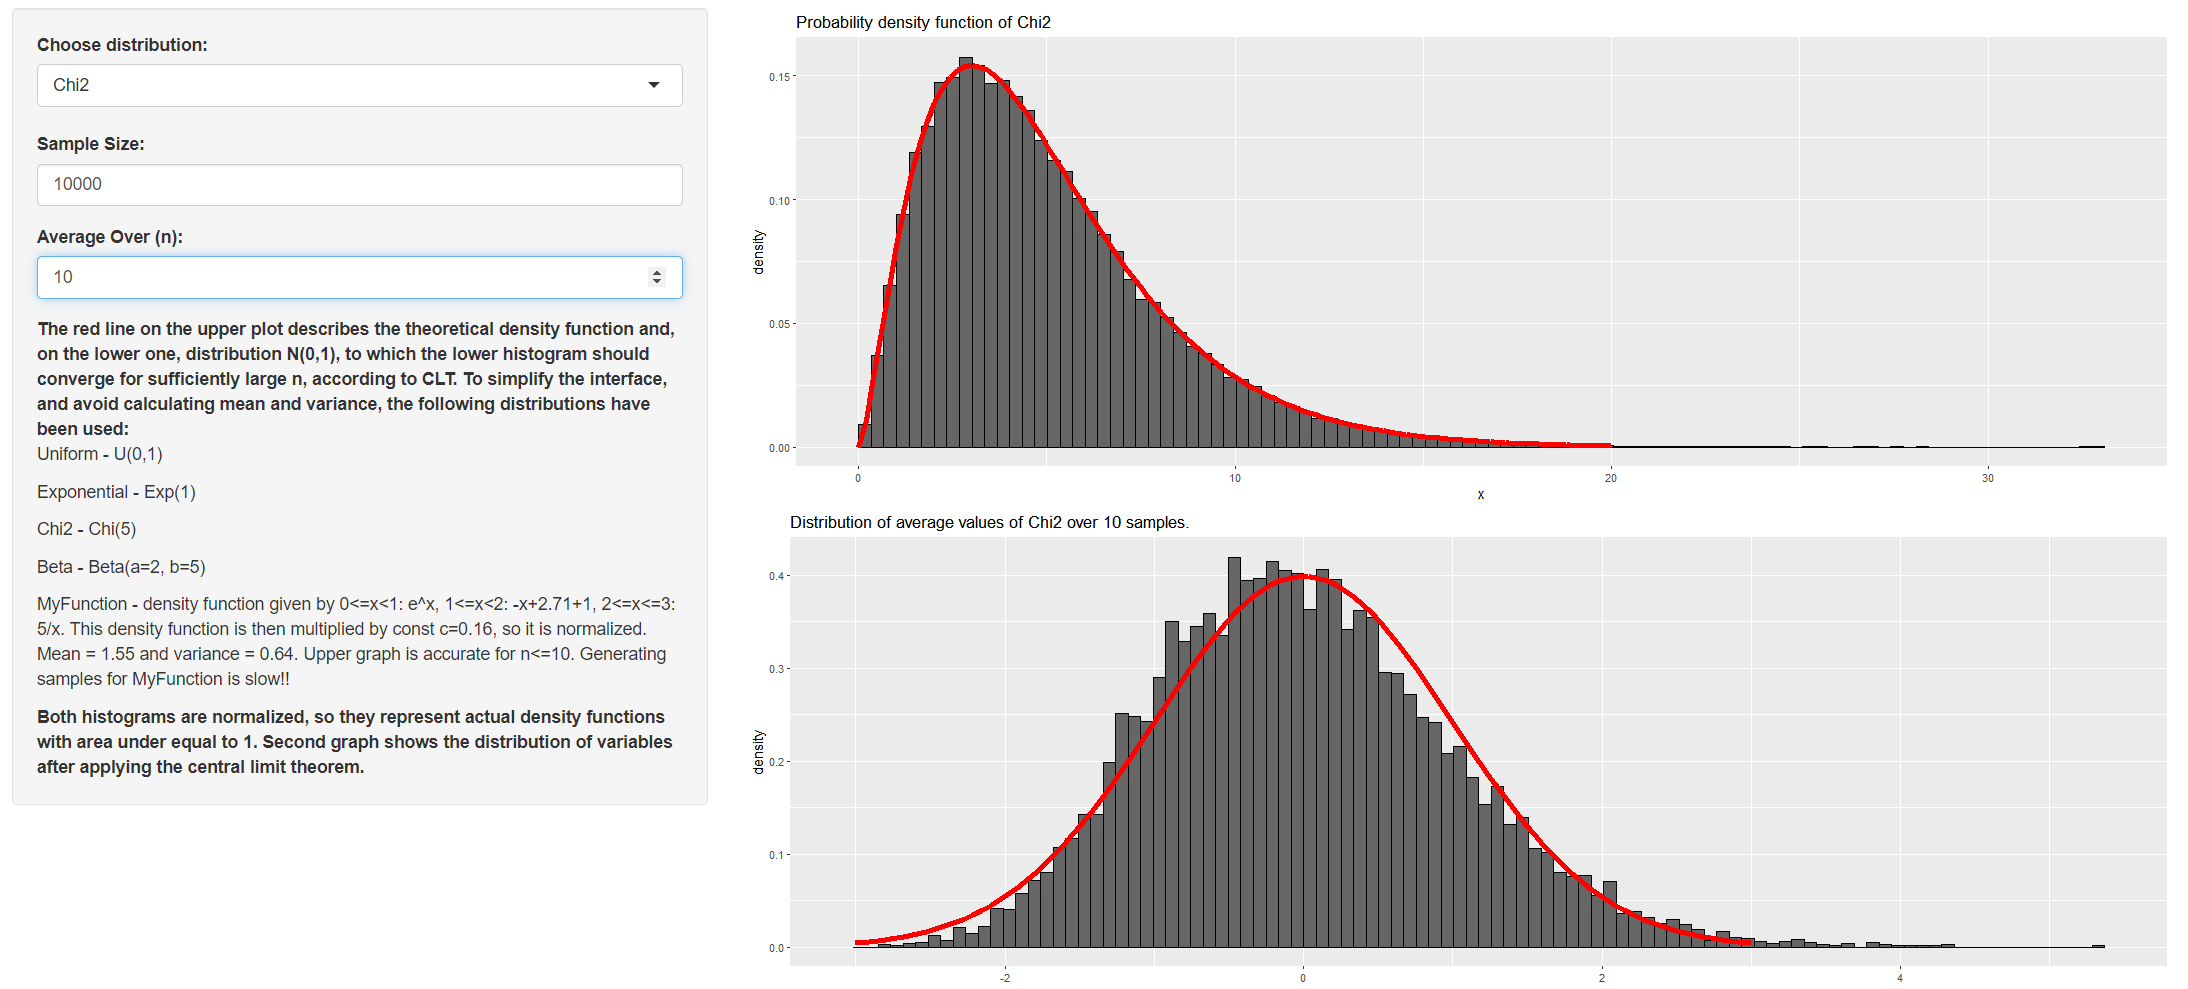 Choose distribution:
Chi2
Sample Size:
10000
Average Over (n):
10
The red line on the upper plot describes the theoretical density function and,
on the lower one, distribution N(0,1), to which the lower histogram should
converge for sufficiently large n, according to CLT. To simplify the interface,
and avoid calculating mean and variance, the following distributions have
been used:
Uniform - U(0,1)
Exponential - Exp(1)
Chi2 - Chi(5)
Beta - Beta(a=2, b=5)
MyFunction - density function given by 0<=x<1: e^x, 1<=x<2: -x+2.71+1, 2<=x<=3:
5/x. This density function is then multiplied by const c=0.16, so it is normalized.
Mean = 1.55 and variance = 0.64. Upper graph is accurate for n<=10. Generating
samples for MyFunction is slow!!
Both histograms are normalized, so they represent actual density functions
with area under equal to 1. Second graph shows the distribution of variables
after applying the central limit theorem.
Probability density function of Chi2
density
0.15
0.10
0.05
0.00
0
10
20
30
x
Distribution of average values of Chi2 over 10 samples.
density
0.4
0.3
0.2
0.1
0.0
-2
0
2
4